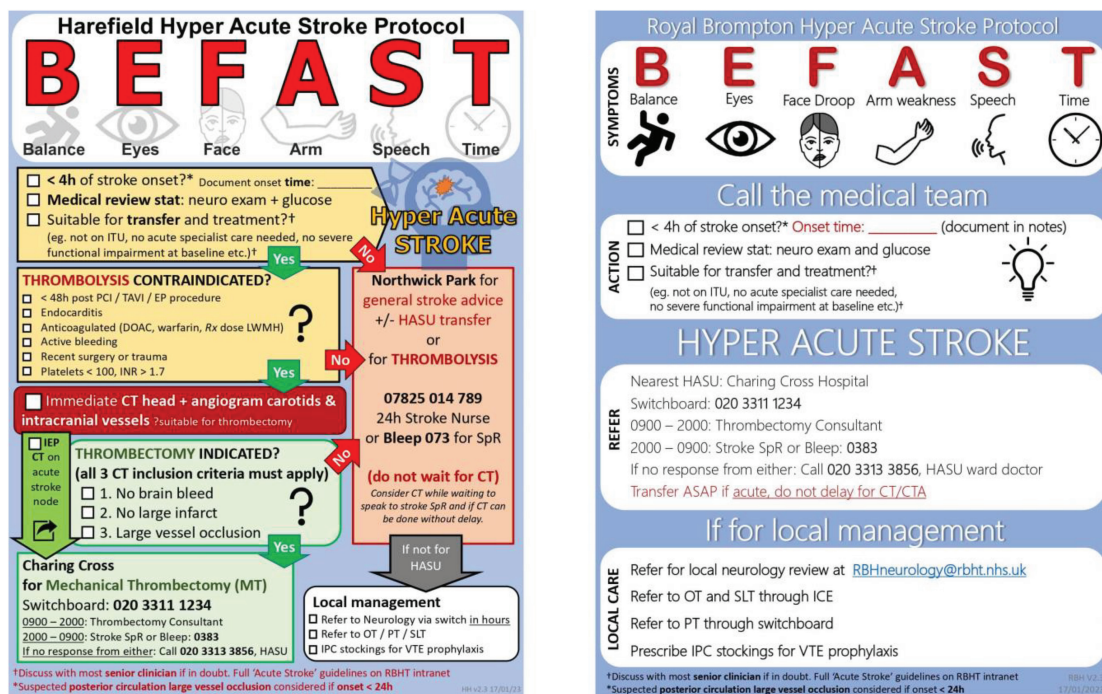 Harefield Hyper Acute Stroke Protocol
B E F A S T
Balance Eyes Face Arm Speech Time
< 4h of stroke onset?* Document onset time: ________
Medical review stat: neuro exam + glucose
Suitable for transfer and treatment?†
(eg. not on ITU, no acute specialist care needed, no severe
functional impairment at baseline etc.)†
Hyper Acute
STROKE
Yes
No
THROMBOLYSIS CONTRAINDICATED?
< 48h post PCI / TAVI / EP procedure
Endocarditis
Anticoagulated (DOAC, warfarin, Rx dose LWMH)
Active bleeding
Recent surgery or trauma
Platelets < 100, INR > 1.7
?
Yes
No
Northwick Park for
general stroke advice
+/- HASU transfer
or
for THROMBOLYSIS
07825 014 789
24h Stroke Nurse
or Bleep 073 for SpR
(do not wait for CT)
Consider CT while waiting to
speak to stroke SpR and if CT can
be done without delay.
Immediate CT head + angiogram carotids &
intracranial vessels ?suitable for thrombectomy
IEP
CT on
acute
stroke
node
THROMBECTOMY INDICATED?
(all 3 CT inclusion criteria must apply)
1. No brain bleed
2. No large infarct
3. Large vessel occlusion
?
No
Yes
If not for
HASU
Charing Cross
for Mechanical Thrombectomy (MT)
Switchboard: 020 3311 1234
0900 – 2000: Thrombectomy Consultant
2000 – 0900: Stroke SpR or Bleep: 0383
If no response from either: Call 020 3313 3856, HASU
Local management
Refer to Neurology via switch in hours
Refer to OT / PT / SLT
IPC stockings for VTE prophylaxis
†Discuss with most senior clinician if in doubt. Full 'Acute Stroke' guidelines on RBHT intranet
*Suspected posterior circulation large vessel occlusion considered if onset < 24h
HH v2.3 17/01/23
Royal Brompton Hyper Acute Stroke Protocol
SYMPTOMS
B E F A S T
Balance Eyes Face Droop Arm weakness Speech Time
Call the medical team
ACTION
< 4h of stroke onset?* Onset time: ________ (document in notes)
Medical review stat: neuro exam and glucose
Suitable for transfer and treatment?†
(eg. not on ITU, no acute specialist care needed,
no severe functional impairment at baseline etc.)†
HYPER ACUTE STROKE
REFER
Nearest HASU: Charing Cross Hospital
Switchboard: 020 3311 1234
0900 – 2000: Thrombectomy Consultant
2000 – 0900: Stroke SpR or Bleep: 0383
If no response from either: Call 020 3313 3856, HASU ward doctor
Transfer ASAP if acute, do not delay for CT/CTA
If for local management
LOCAL CARE
Refer for local neurology review at RBHneurology@rbht.nhs.uk
Refer to OT and SLT through ICE
Refer to PT through switchboard
Prescribe IPC stockings for VTE prophylaxis
†Discuss with most senior clinician if in doubt. Full 'Acute Stroke' guidelines on RBHT intranet
*Suspected posterior circulation large vessel occlusion considered if onset < 24h
RBH V2.
17/01/202